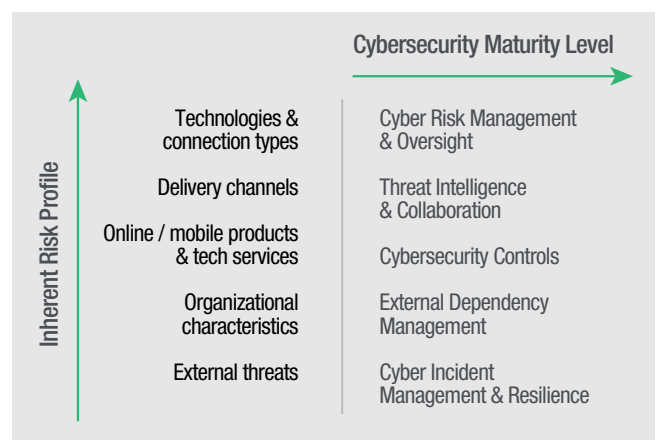 Cybersecurity Maturity Level
Inherent Risk Profile
Technologies &
connection types
Delivery channels
Online / mobile products
& tech services
Organizational
characteristics
External threats
Cyber Risk Management
& Oversight
Threat Intelligence
& Collaboration
Cybersecurity Controls
External Dependency
Management
Cyber Incident
Management & Resilience